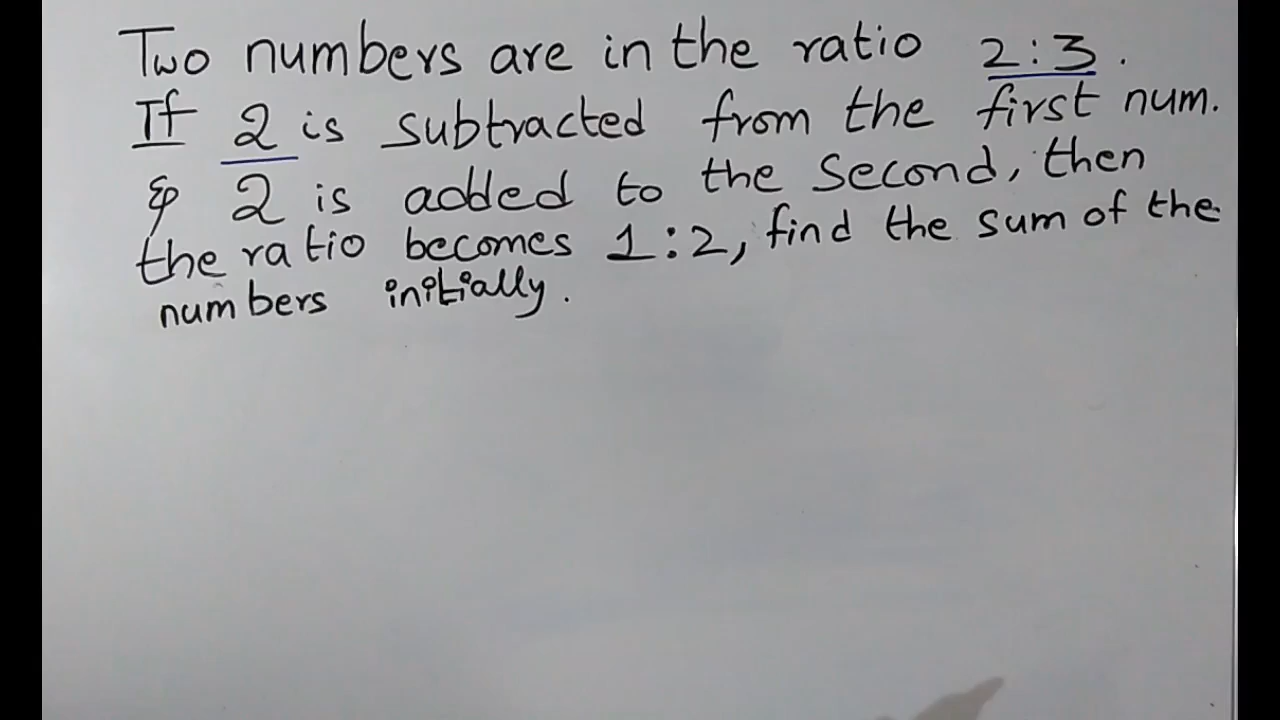 Two numbers are in the ratio 2:3.
If 2 is subtracted from the first num.
& 2 is added to the second, then
the ratio becomes 1:2, find the sum of the
numbers initially.